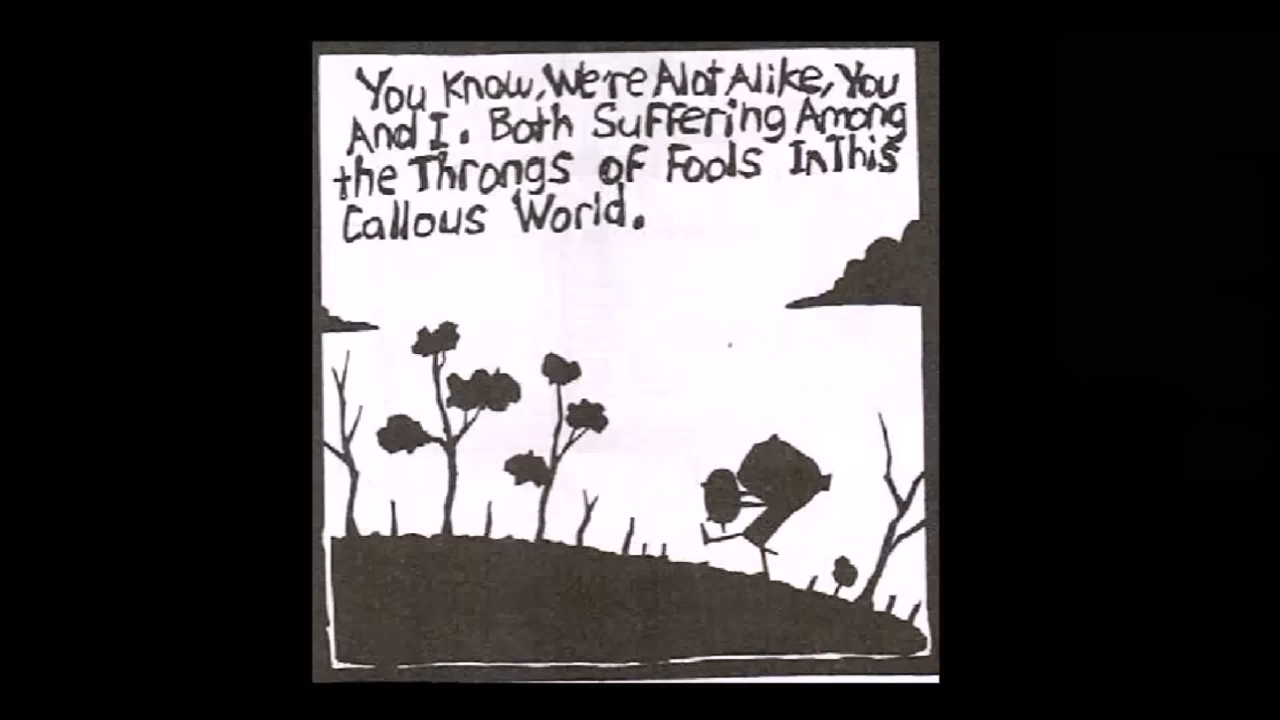 You Know, We're Alot Alike, You
And I. Both Suffering Among
the Throngs of Fools In This
Callous World.